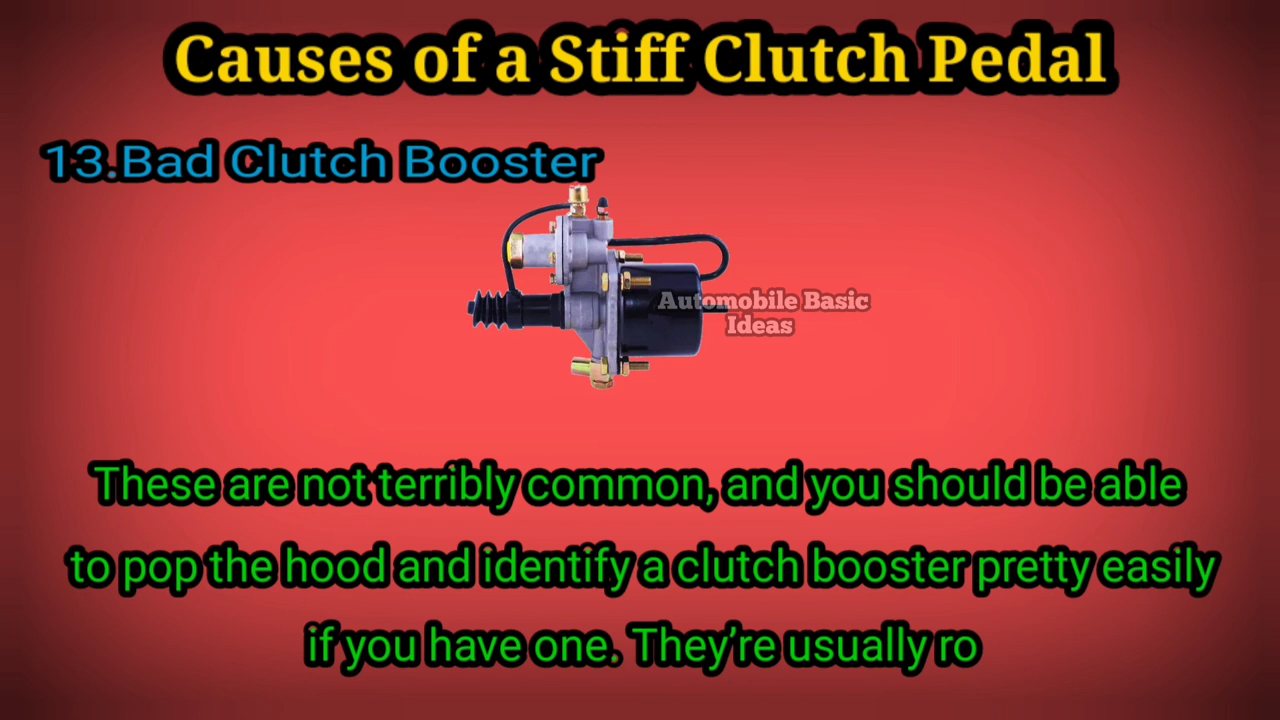 Causes of a Stiff Clutch Pedal
13.Bad Clutch Booster
Automobile Basic
Ideas
These are not terribly common, and you should be able
to pop the hood and identify a clutch booster pretty easily
if you have one. They’re usually ro